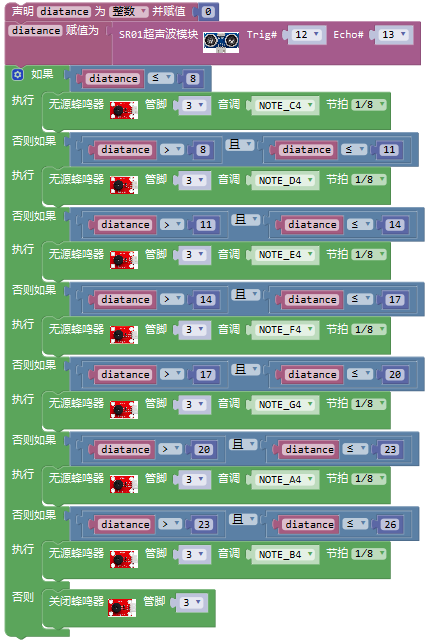 声明 diatance 为 整数 并赋值 0
diatance 赋值为 SR01超声波模块 Trig# 12 Echo# 13
如果 diatance ≤ 8
执行 无源蜂鸣器 管脚 3 音调 NOTE_C4 节拍 1/8
否则如果 diatance > 8 且 diatance ≤ 11
执行 无源蜂鸣器 管脚 3 音调 NOTE_D4 节拍 1/8
否则如果 diatance > 11 且 diatance ≤ 14
执行 无源蜂鸣器 管脚 3 音调 NOTE_E4 节拍 1/8
否则如果 diatance > 14 且 diatance ≤ 17
执行 无源蜂鸣器 管脚 3 音调 NOTE_F4 节拍 1/8
否则如果 diatance > 17 且 diatance ≤ 20
执行 无源蜂鸣器 管脚 3 音调 NOTE_G4 节拍 1/8
否则如果 diatance > 20 且 diatance ≤ 23
执行 无源蜂鸣器 管脚 3 音调 NOTE_A4 节拍 1/8
否则如果 diatance > 23 且 diatance ≤ 26
执行 无源蜂鸣器 管脚 3 音调 NOTE_B4 节拍 1/8
否则 关闭蜂鸣器 管脚 3